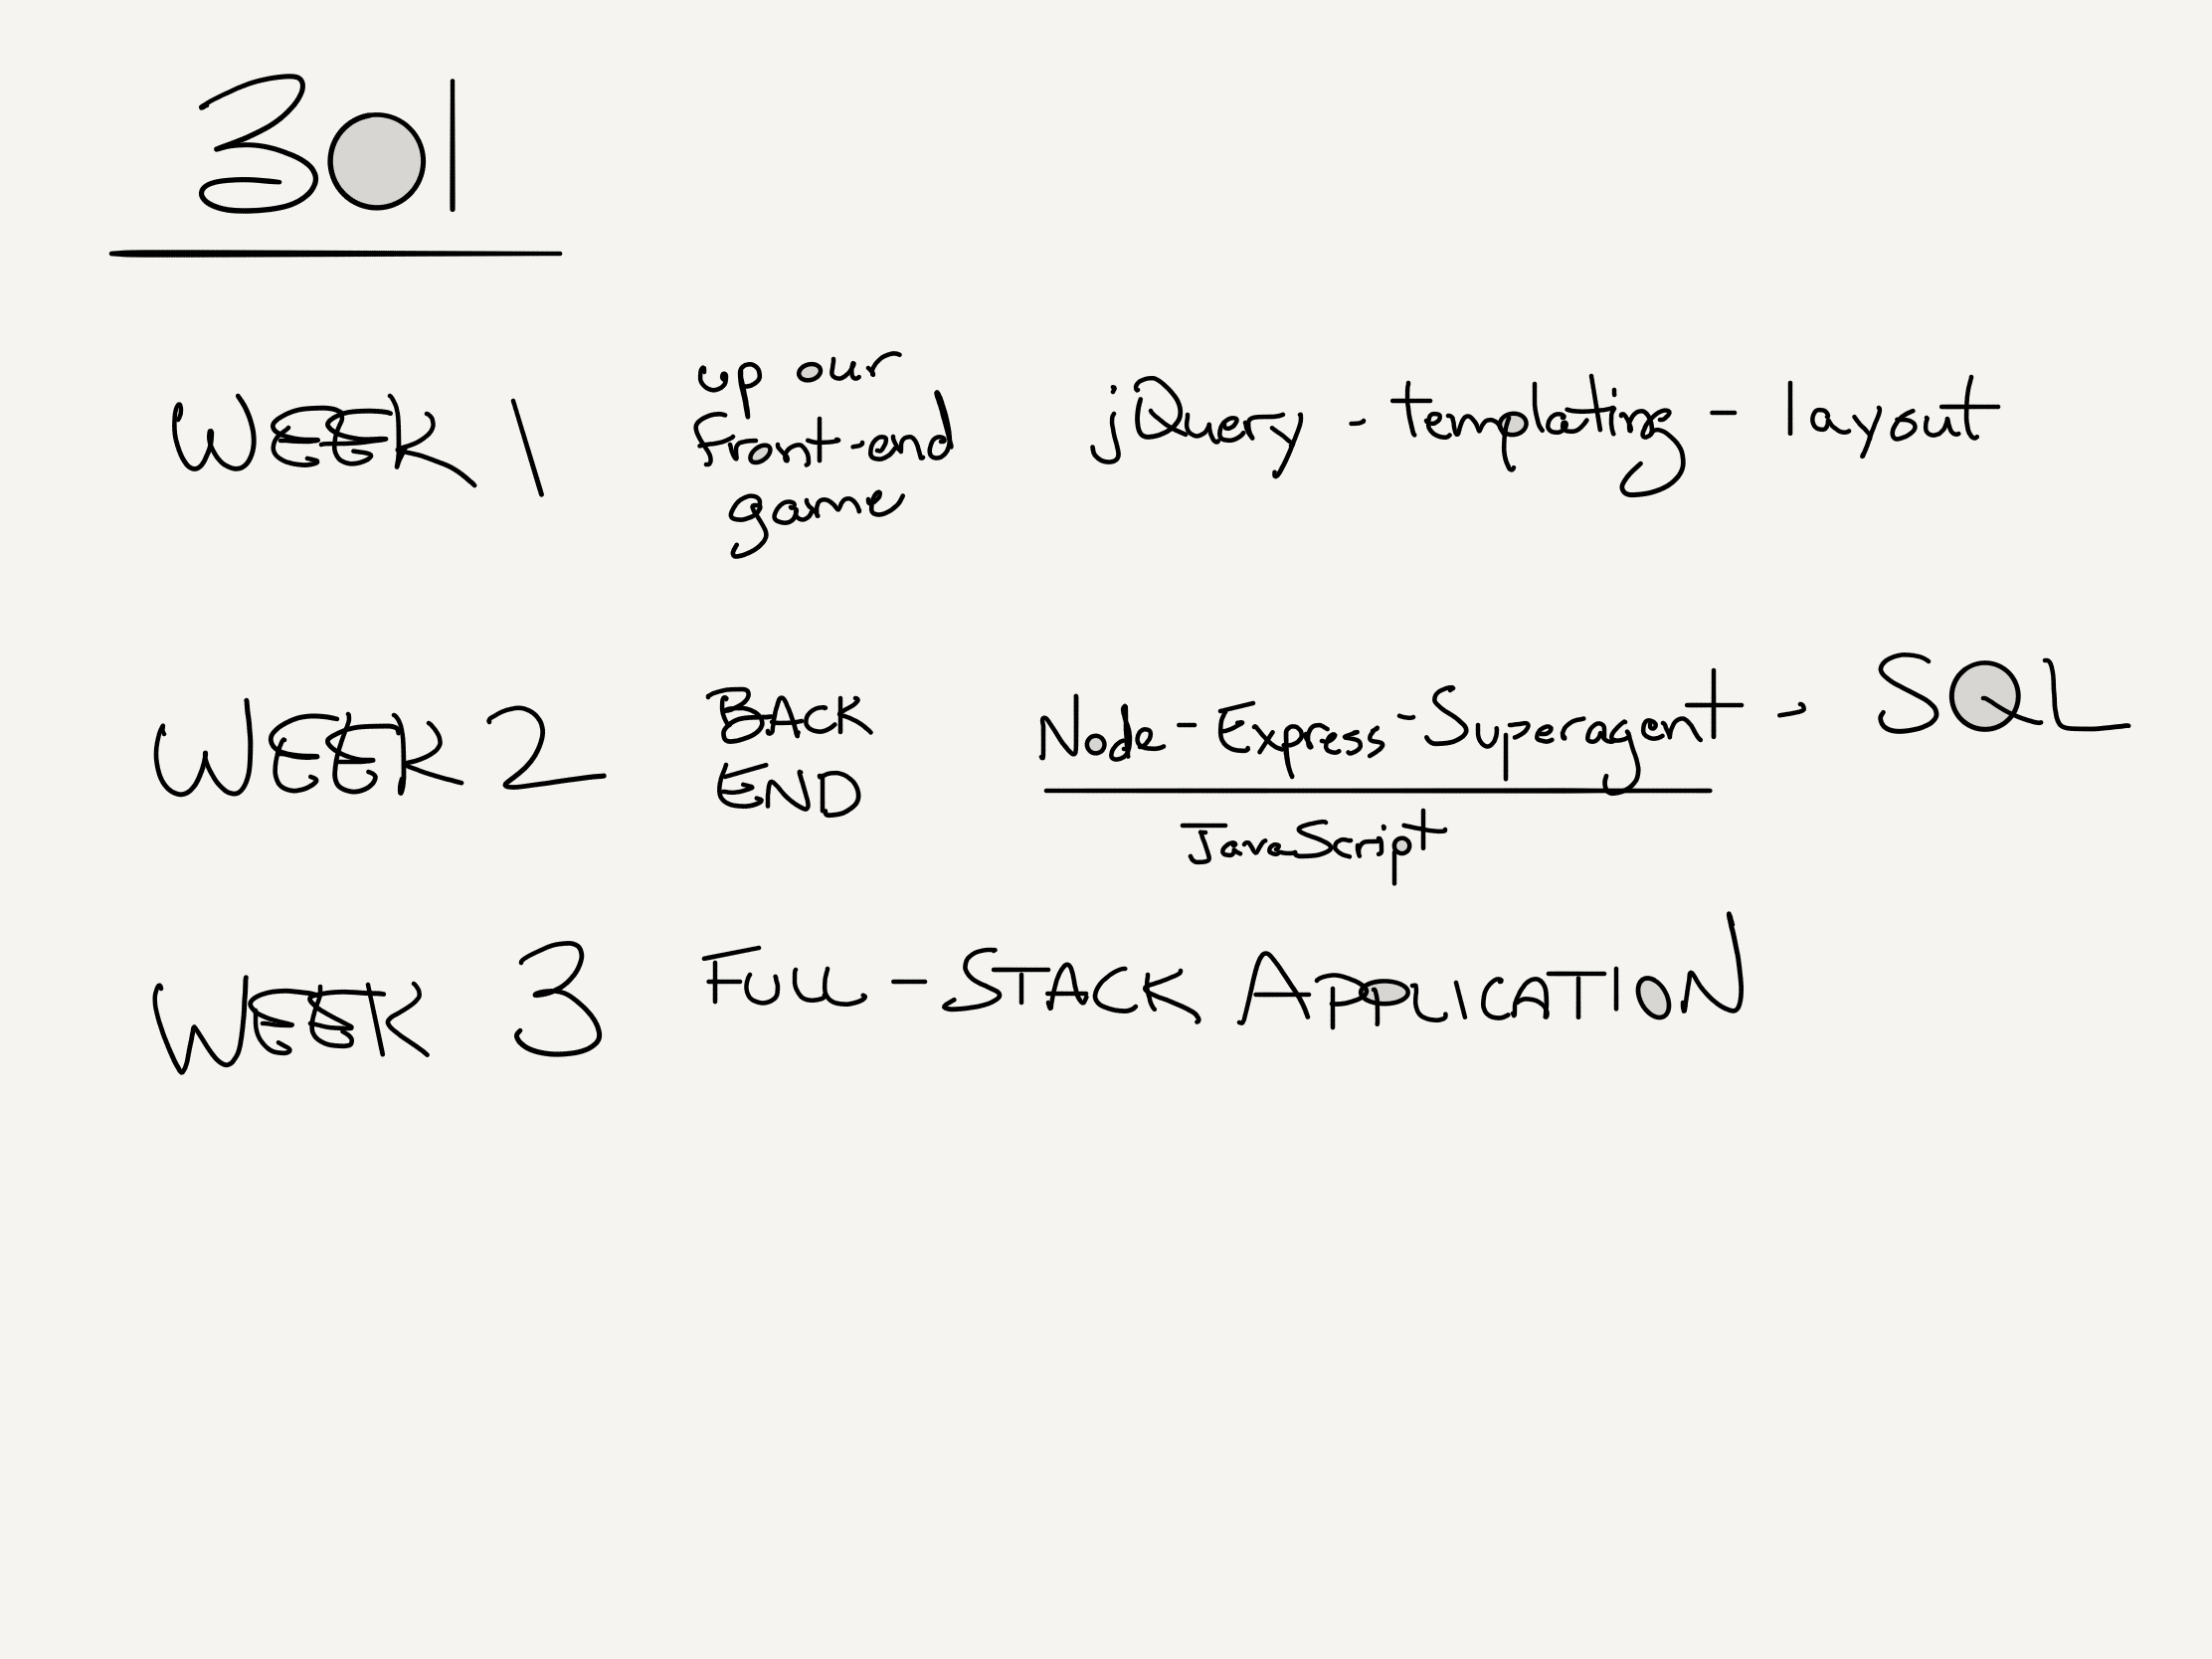 301
WEEK 1
up our
front-end
game
jQuery - templating - layout
WEEK 2
BACK
END
Node - Express - Superagent - SQL
JavaScript
WEEK 3
FULL - STACK APPLICATION